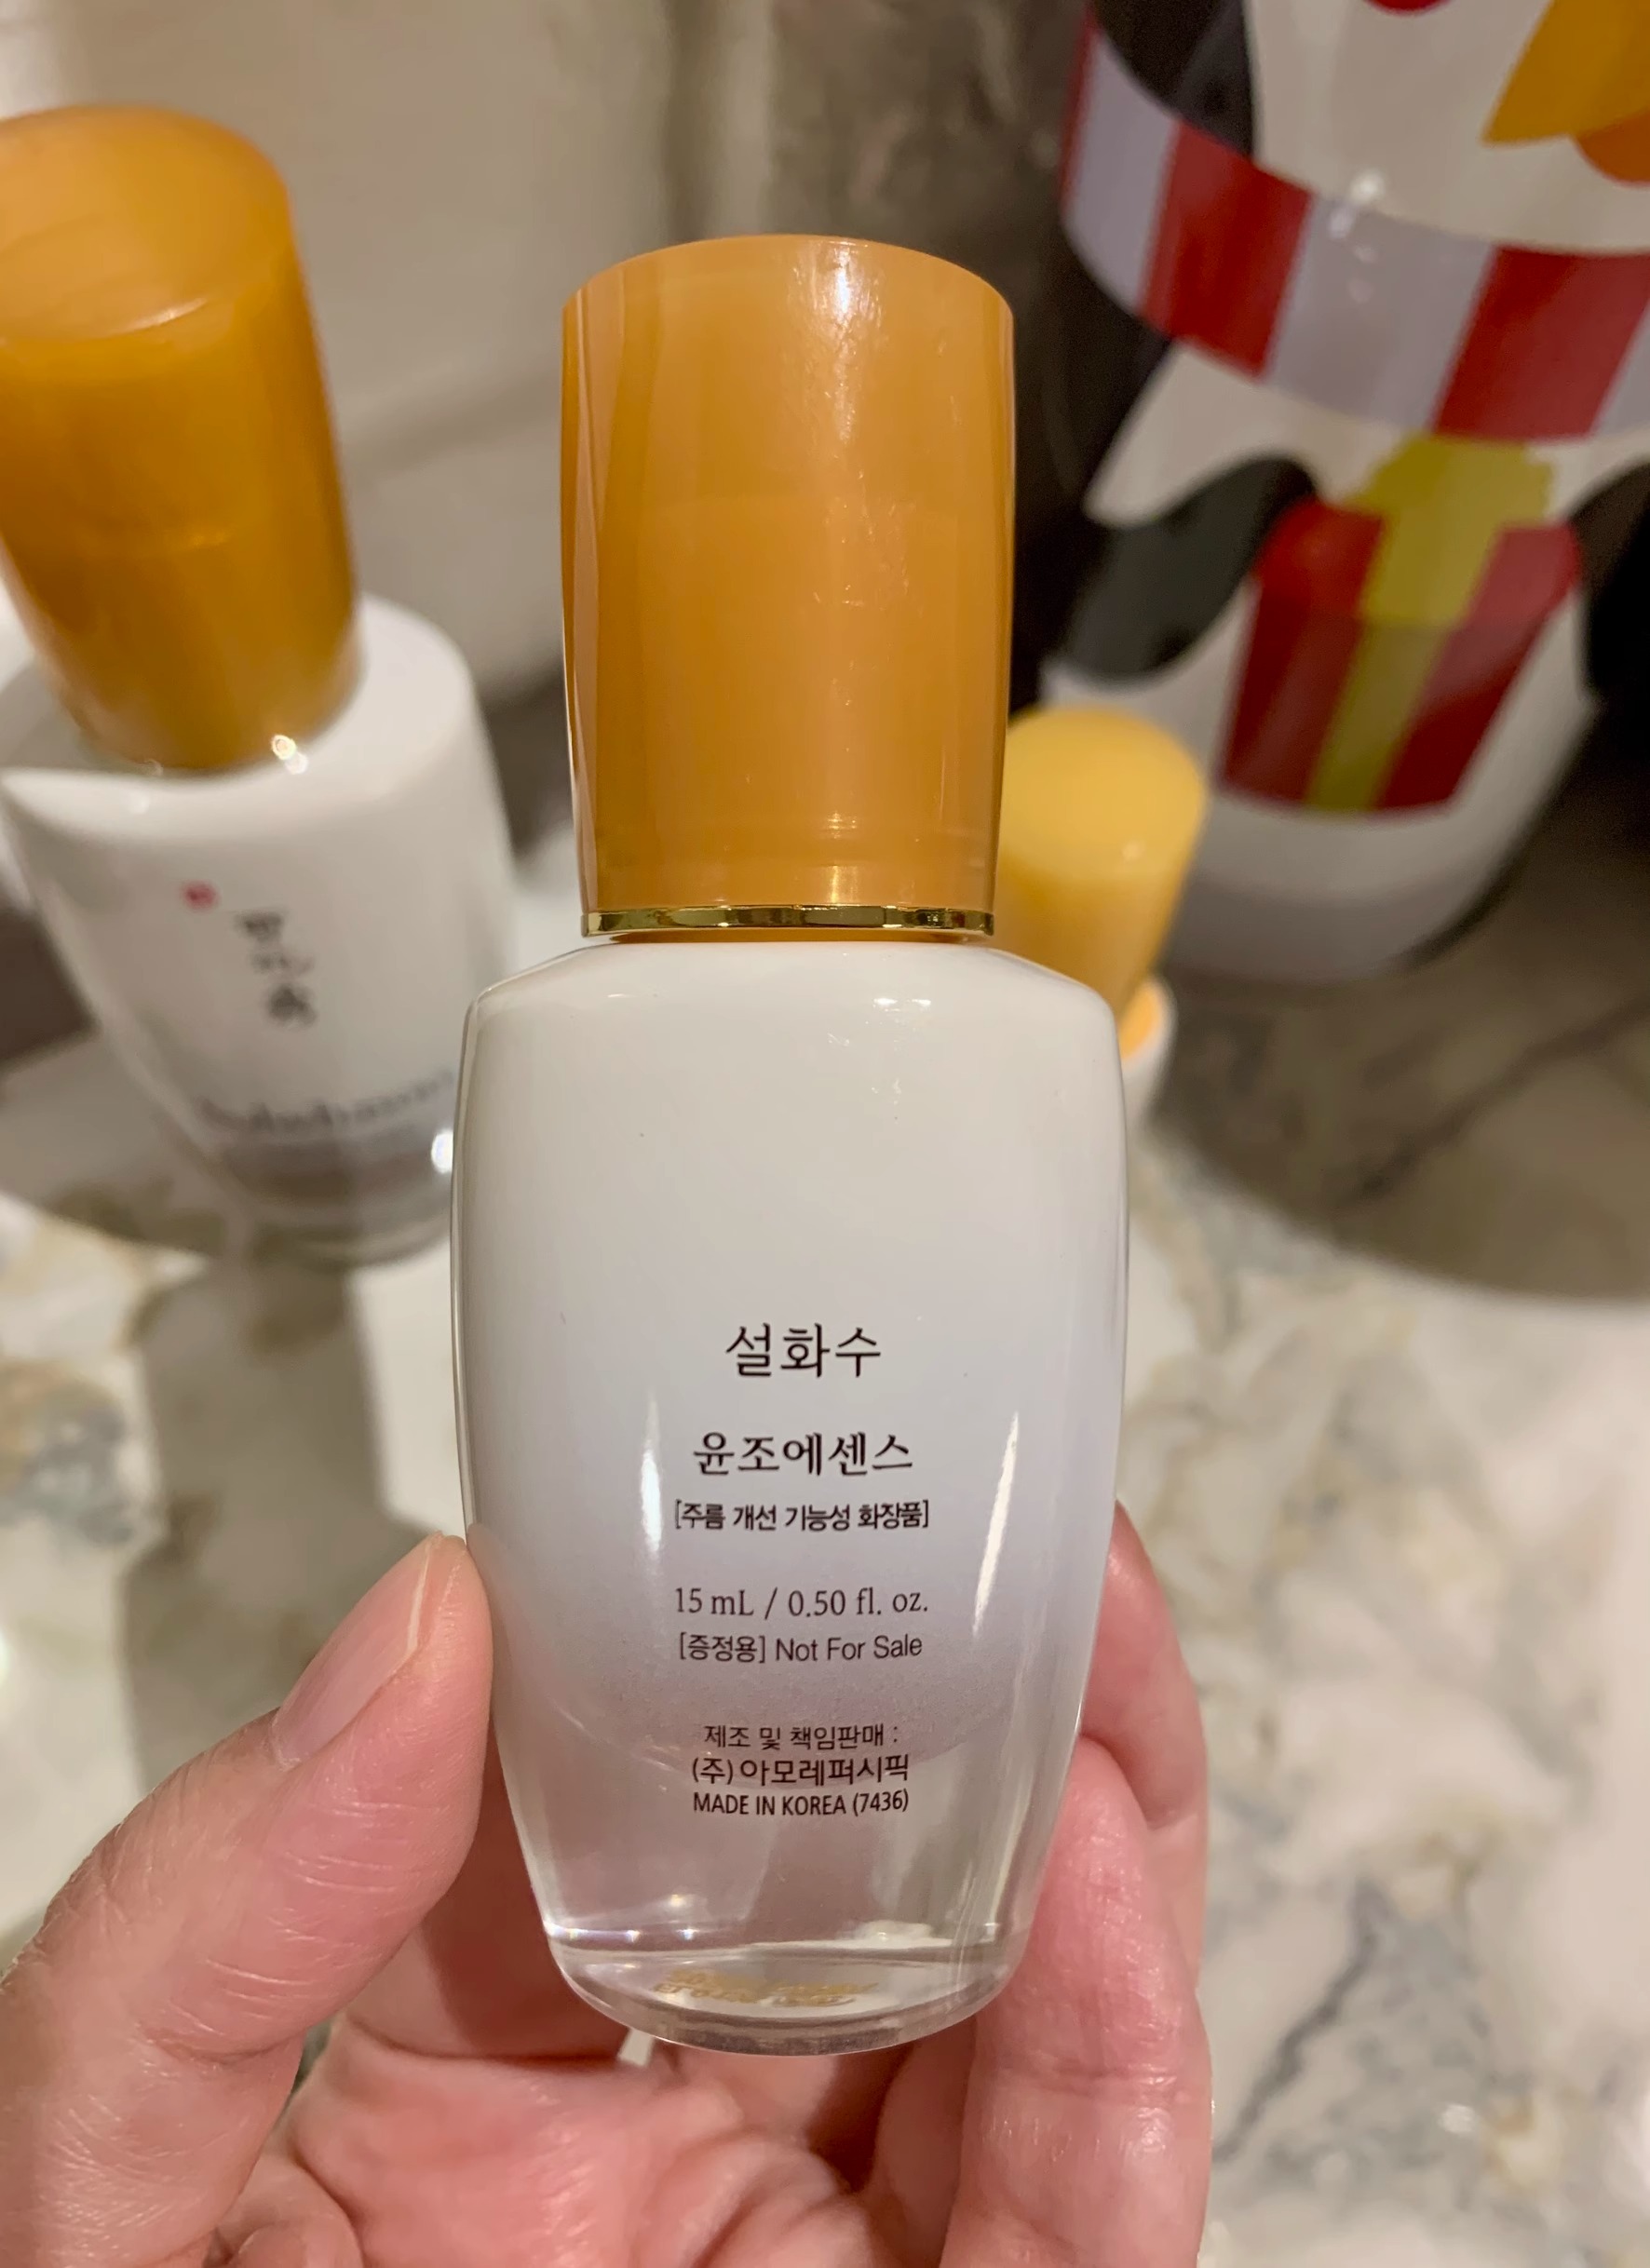 설화수
윤조에센스
[주름 개선 기능성 화장품]
15 mL / 0.50 fl. oz.
[증정용] Not For Sale
제조 및 책임판매 :
(주)아모레퍼시픽
MADE IN KOREA (7436)